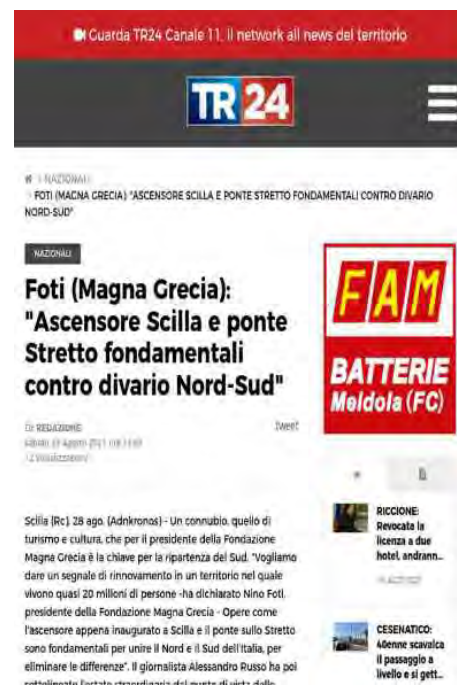 Guarda TR24 Canale 11, il network all news del territorio
TR 24
> NAZIONALI
> FOTI (MAGNA GRECIA) "ASCENSORE SCILLA E PONTE STRETTO FONDAMENTALI CONTRO DIVARIO
NORD-SUD"
NAZIONALI
Foti (Magna Grecia):
"Ascensore Scilla e ponte
Stretto fondamentali
contro divario Nord-Sud"
REDAZIONE
Tweet
FAM
BATTERIE
Meldola (FC)
Scilla (Rc), 28 ago. (Adnkronos) - Un connubio, quello di
turismo e cultura, che per il presidente della Fondazione
Magna Grecia è la chiave per la ripartenza del Sud. "Vogliamo
dare un segnale di rinnovamento in un territorio nel quale
vivono quasi 20 milioni di persone -ha dichiarato Nino Foti,
presidente della Fondazione Magna Grecia - Opere come
l'ascensore appena inaugurato a Scilla e il ponte sullo Stretto
sono fondamentali per unire il Nord e il Sud dell'Italia, per
eliminare le differenze". Il giornalista Alessandro Russo ha poi
RICCIONE:
Revocata la
licenza a due
hotel, andrann...
CESENATICO:
40enne scavalca
il passaggio a
livello e si gett...